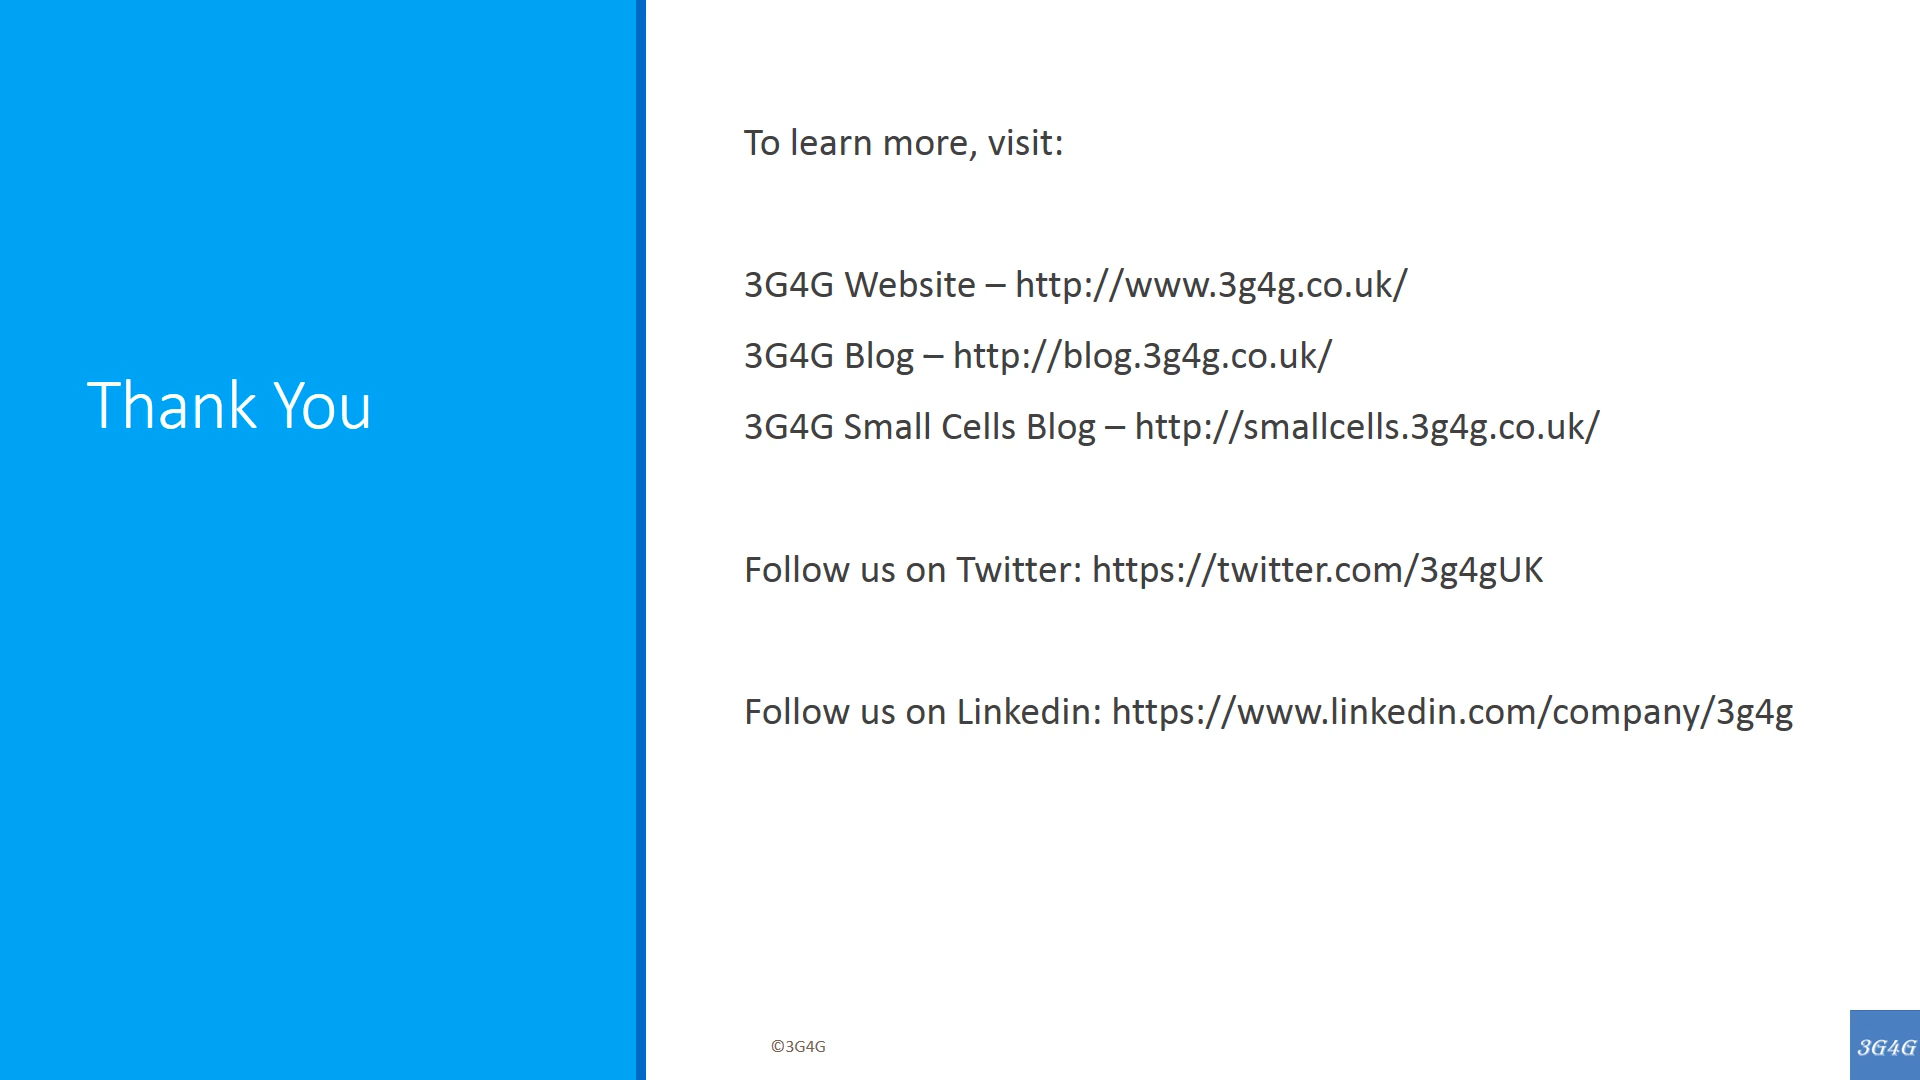 Thank You
To learn more, visit:
3G4G Website – http://www.3g4g.co.uk/
3G4G Blog – http://blog.3g4g.co.uk/
3G4G Small Cells Blog – http://smallcells.3g4g.co.uk/
Follow us on Twitter: https://twitter.com/3g4gUK
Follow us on Linkedin: https://www.linkedin.com/company/3g4g
©3G4G
3G4G